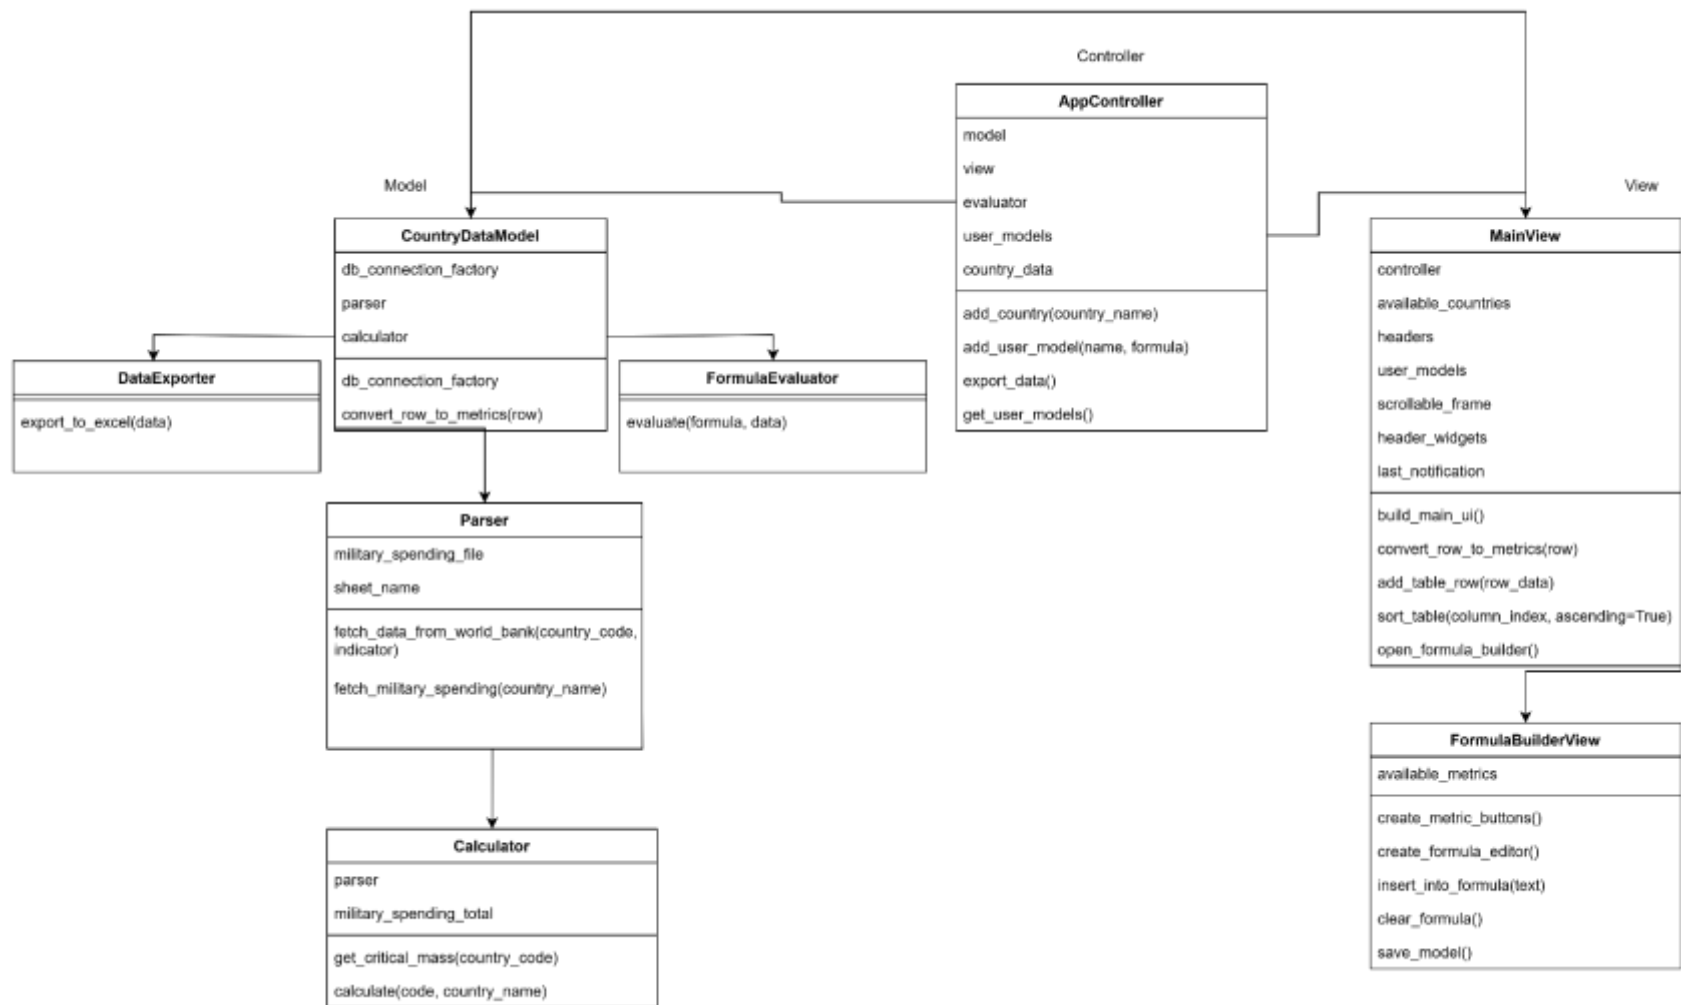 Controller
AppController
model
view
evaluator
user_models
country_data
add_country(country_name)
add_user_model(name, formula)
export_data()
get_user_models()
Model
CountryDataModel
db_connection_factory
parser
calculator
db_connection_factory
convert_row_to_metrics(row)
DataExporter
export_to_excel(data)
FormulaEvaluator
evaluate(formula, data)
Parser
military_spending_file
sheet_name
fetch_data_from_world_bank(country_code,
indicator)
fetch_military_spending(country_name)
Calculator
parser
military_spending_total
get_critical_mass(country_code)
calculate(code, country_name)
View
MainView
controller
available_countries
headers
user_models
scrollable_frame
header_widgets
last_notification
build_main_ui()
convert_row_to_metrics(row)
add_table_row(row_data)
sort_table(column_index, ascending=True)
open_formula_builder()
FormulaBuilderView
available_metrics
create_metric_buttons()
create_formula_editor()
insert_into_formula(text)
clear_formula()
save_model()